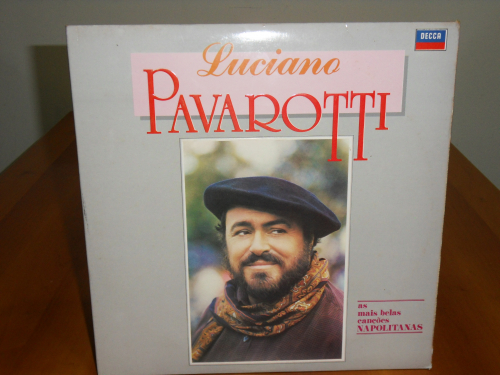 DECCA
Luciano
PAVAROTTI
as
mais belas
canções
NAPOLITANAS